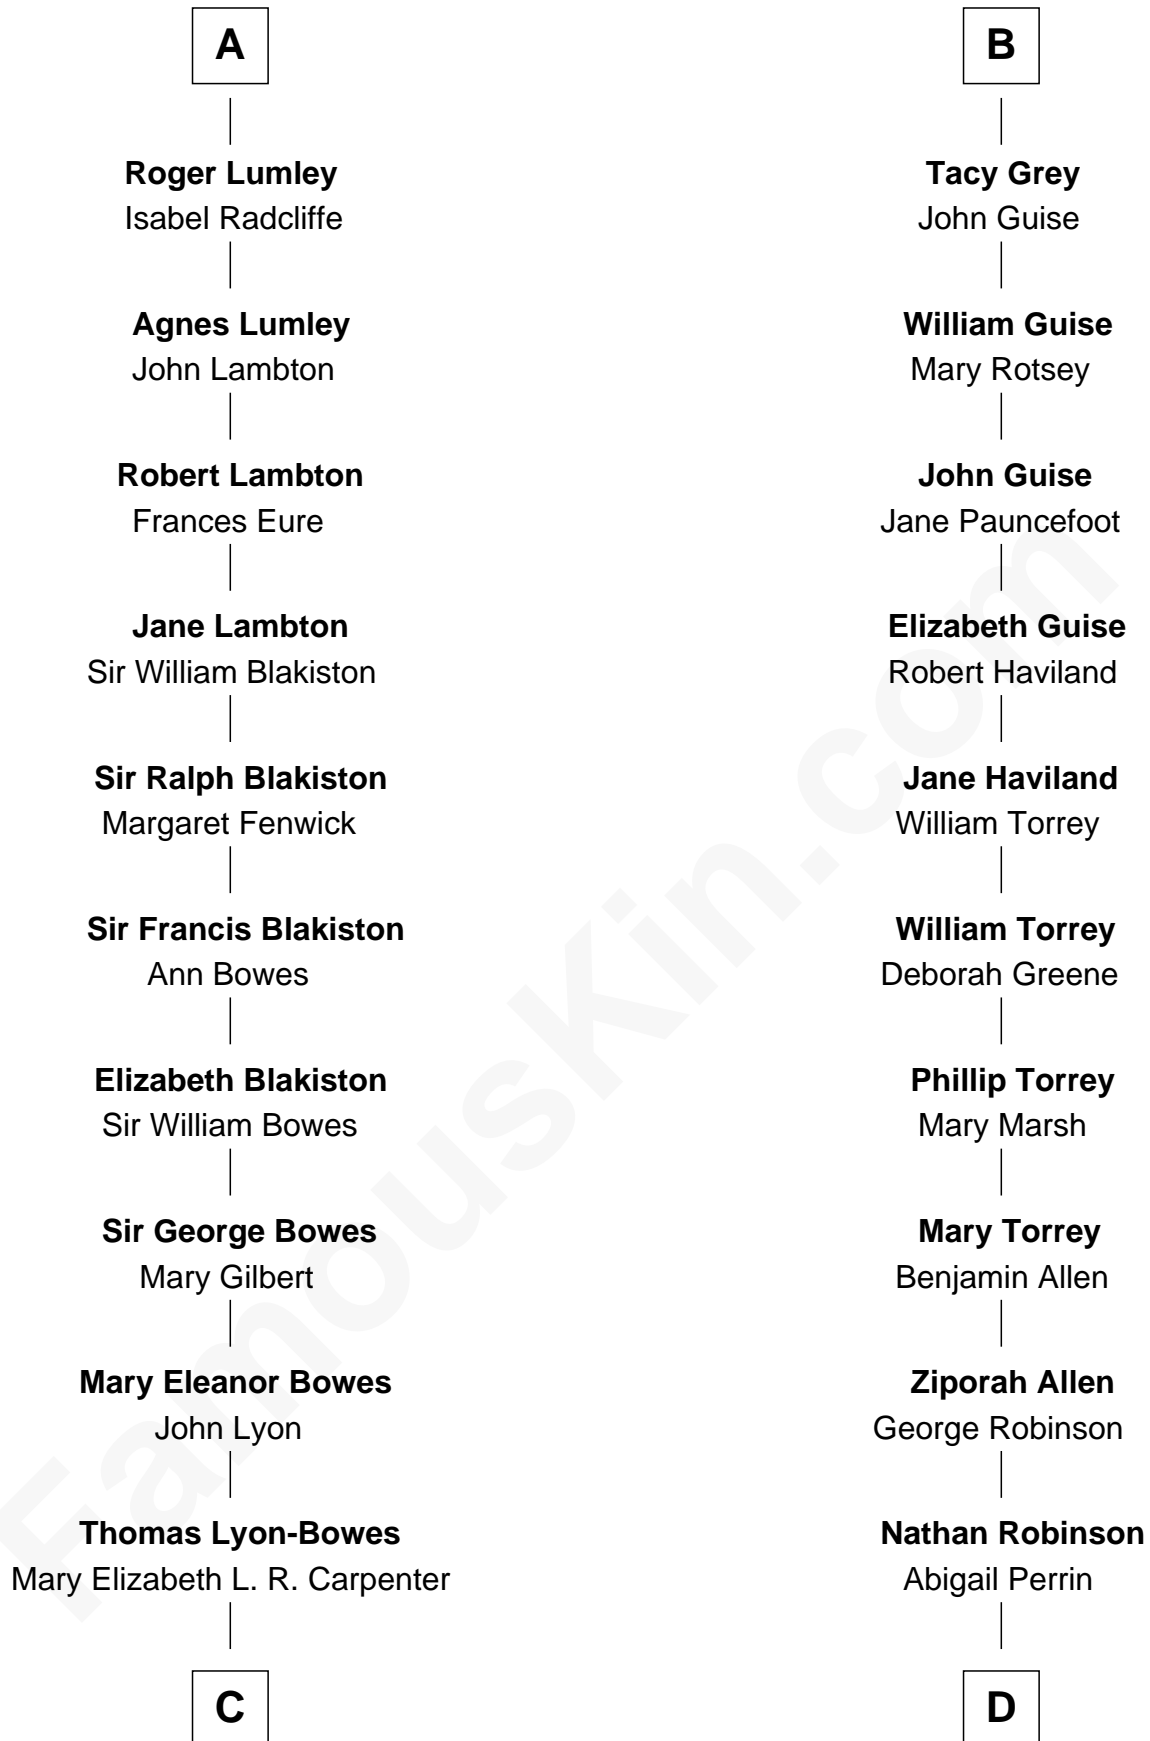 A
Roger Lumley
Isabel Radcliffe
Agnes Lumley
John Lambton
Robert Lambton
Frances Eure
Jane Lambton
Sir William Blakiston
Sir Ralph Blakiston
Margaret Fenwick
Sir Francis Blakiston
Ann Bowes
Elizabeth Blakiston
Sir William Bowes
Sir George Bowes
Mary Gilbert
Mary Eleanor Bowes
John Lyon
Thomas Lyon-Bowes
Mary Elizabeth L. R. Carpenter
C
B
Tacy Grey
John Guise
William Guise
Mary Rotsey
John Guise
Jane Pauncefoot
Elizabeth Guise
Robert Haviland
Jane Haviland
William Torrey
William Torrey
Deborah Greene
Phillip Torrey
Mary Marsh
Mary Torrey
Benjamin Allen
Ziporah Allen
George Robinson
Nathan Robinson
Abigail Perrin
D
FamousKin.com